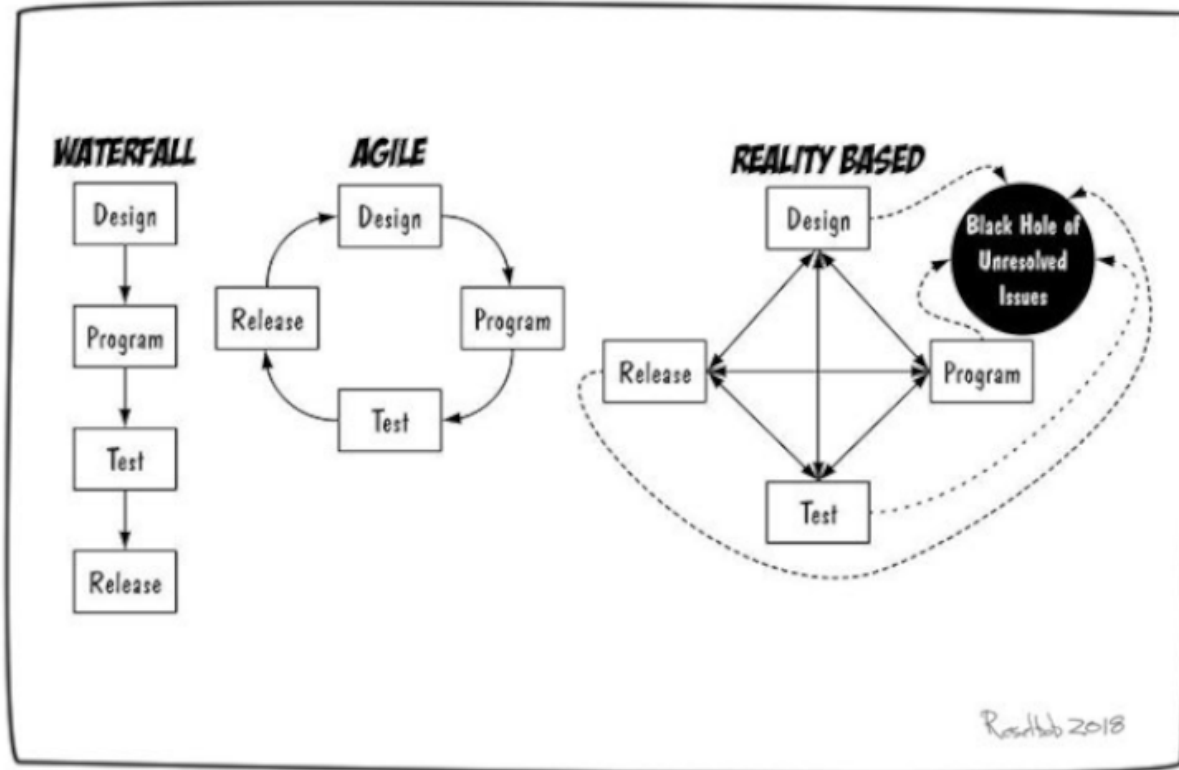 WATERFALL
Design
Program
Test
Release
AGILE
Design
Program
Test
Release
REALITY BASED
Design
Black Hole of
Unresolved
Issues
Release
Program
Test
2018